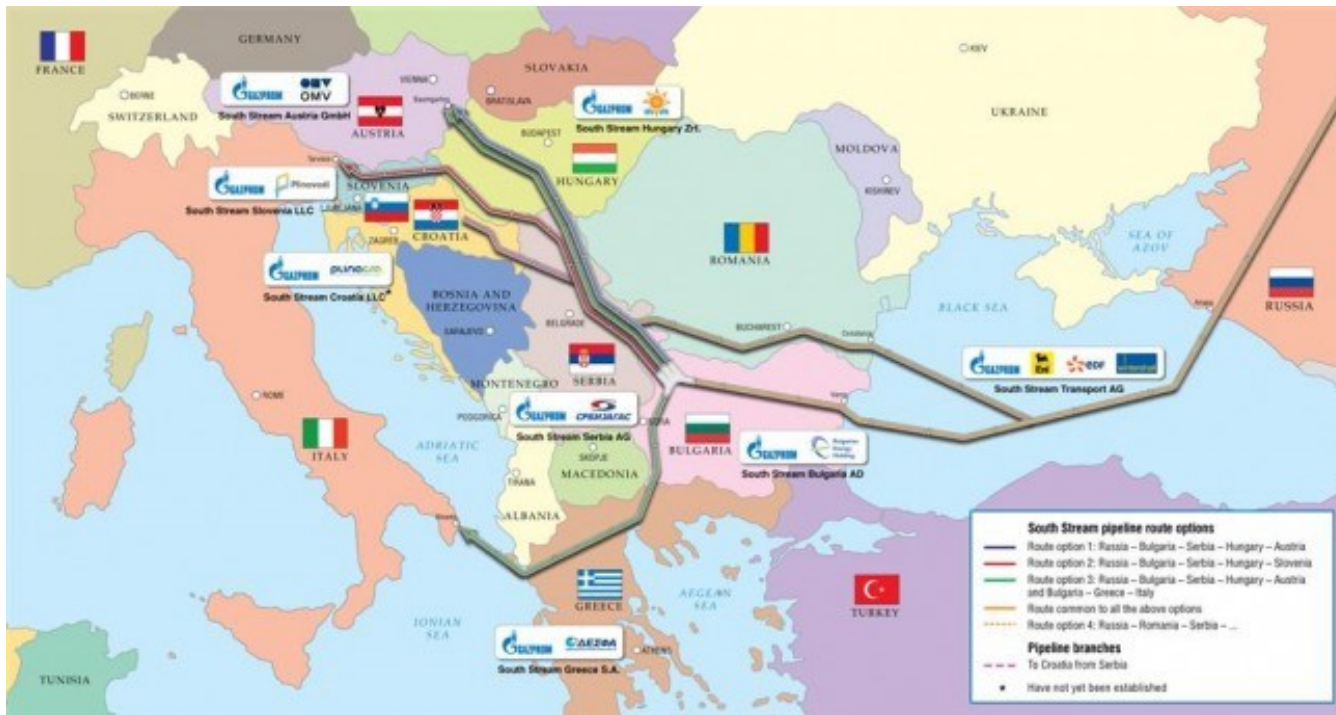 FRANCE
GERMANY
BERNE
SWITZERLAND
GAZPROM
OMV
South Stream Austria GmbH
VIENNA
Baumgarten
AUSTRIA
SLOVAKIA
BRATISLAVA
GAZPROM
South Stream Hungary Zrt.
BUDAPEST
HUNGARY
KIEV
UKRAINE
MOLDOVA
KISHINEV
Tarvisio
GAZPROM
Plinovodi
South Stream Slovenia LLC
SLOVENIA
LJUBLJANA
CROATIA
ZAGREB
GAZPROM
PLINACRO
South Stream Croatia LLC*
BOSNIA AND
HERZEGOVINA
SARAJEVO
BELGRADE
SERBIA
ROMANIA
BUCHAREST
Constanta
SEA OF
AZOV
BLACK SEA
Anapa
RUSSIA
GAZPROM
Eni
EDF
South Stream Transport AG
MONTENEGRO
PODGORICA
GAZPROM
СРБИЈАГАС
South Stream Serbia AG
SOFIA
BULGARIA
Varna
GAZPROM
Bulgarian
Energy
Holding
South Stream Bulgaria AD
ROME
ITALY
ADRIATIC
SEA
SKOPJE
MACEDONIA
TIRANA
ALBANIA
GREECE
AEGEAN
SEA
TURKEY
IONIAN
SEA
GAZPROM
ΔΕΣΦΑ
South Stream Greece S.A.
ATHENS
TUNISIA
South Stream pipeline route options
Route option 1: Russia – Bulgaria – Serbia – Hungary – Austria
Route option 2: Russia – Bulgaria – Serbia – Hungary – Slovenia
Route option 3: Russia – Bulgaria – Serbia – Hungary – Austria
and Bulgaria – Greece – Italy
Route common to all the above options
Route option 4: Russia – Romania – Serbia – ...
Pipeline branches
To Croatia from Serbia
* Have not yet been established